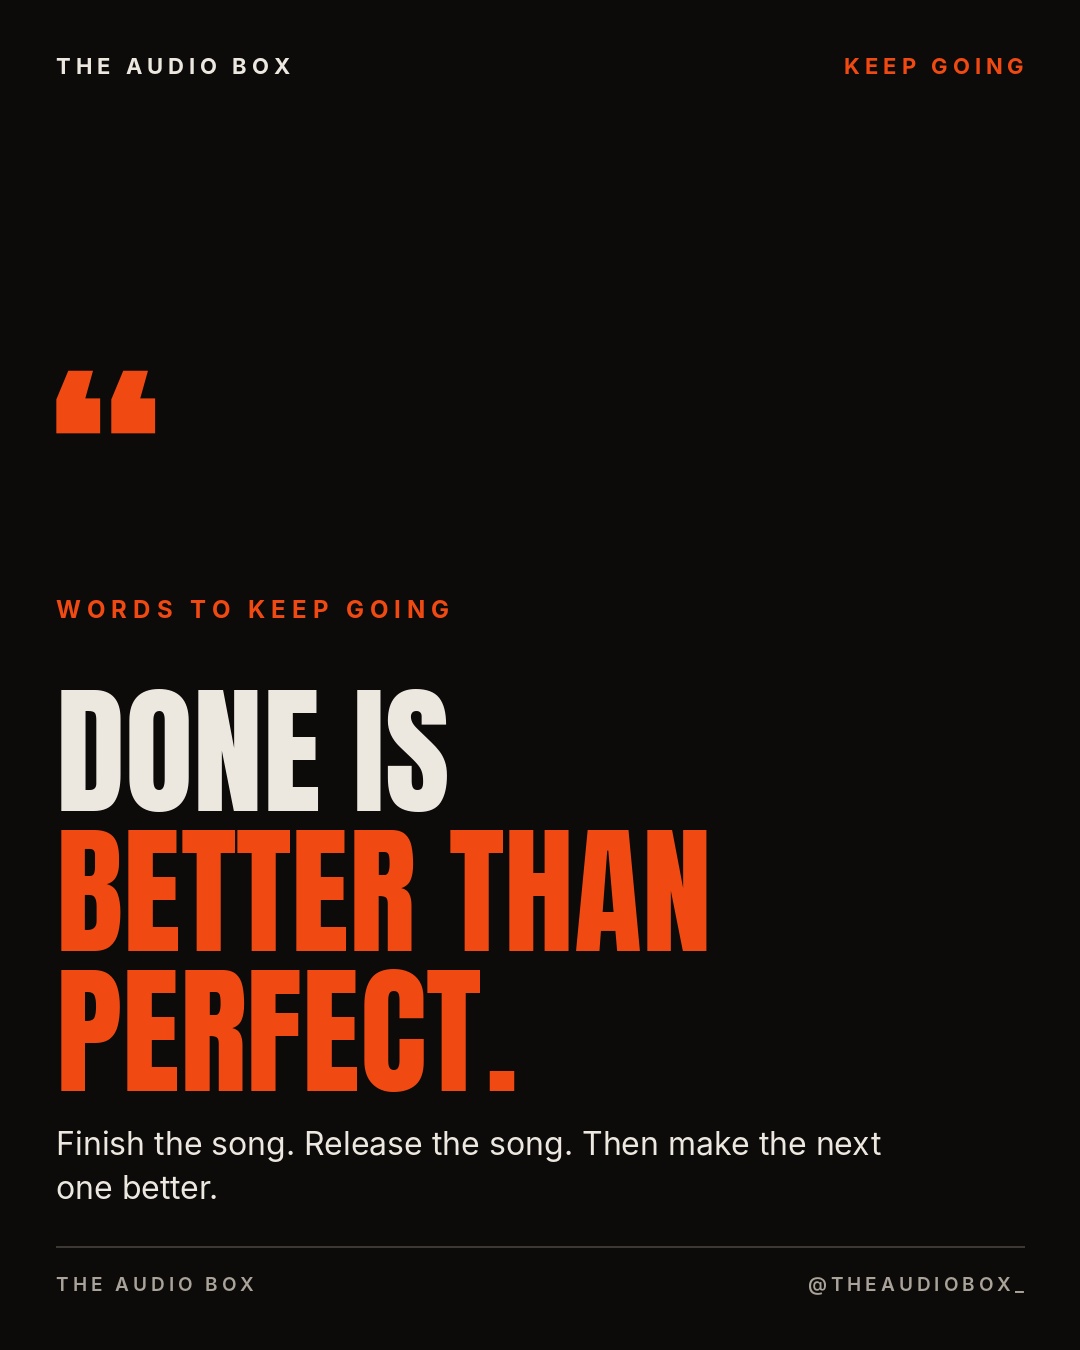 THE AUDIO BOX
KEEP GOING
“
WORDS TO KEEP GOING
DONE IS
BETTER THAN
PERFECT.
Finish the song. Release the song. Then make the next
one better.
THE AUDIO BOX
@THEAUDIOBOX_